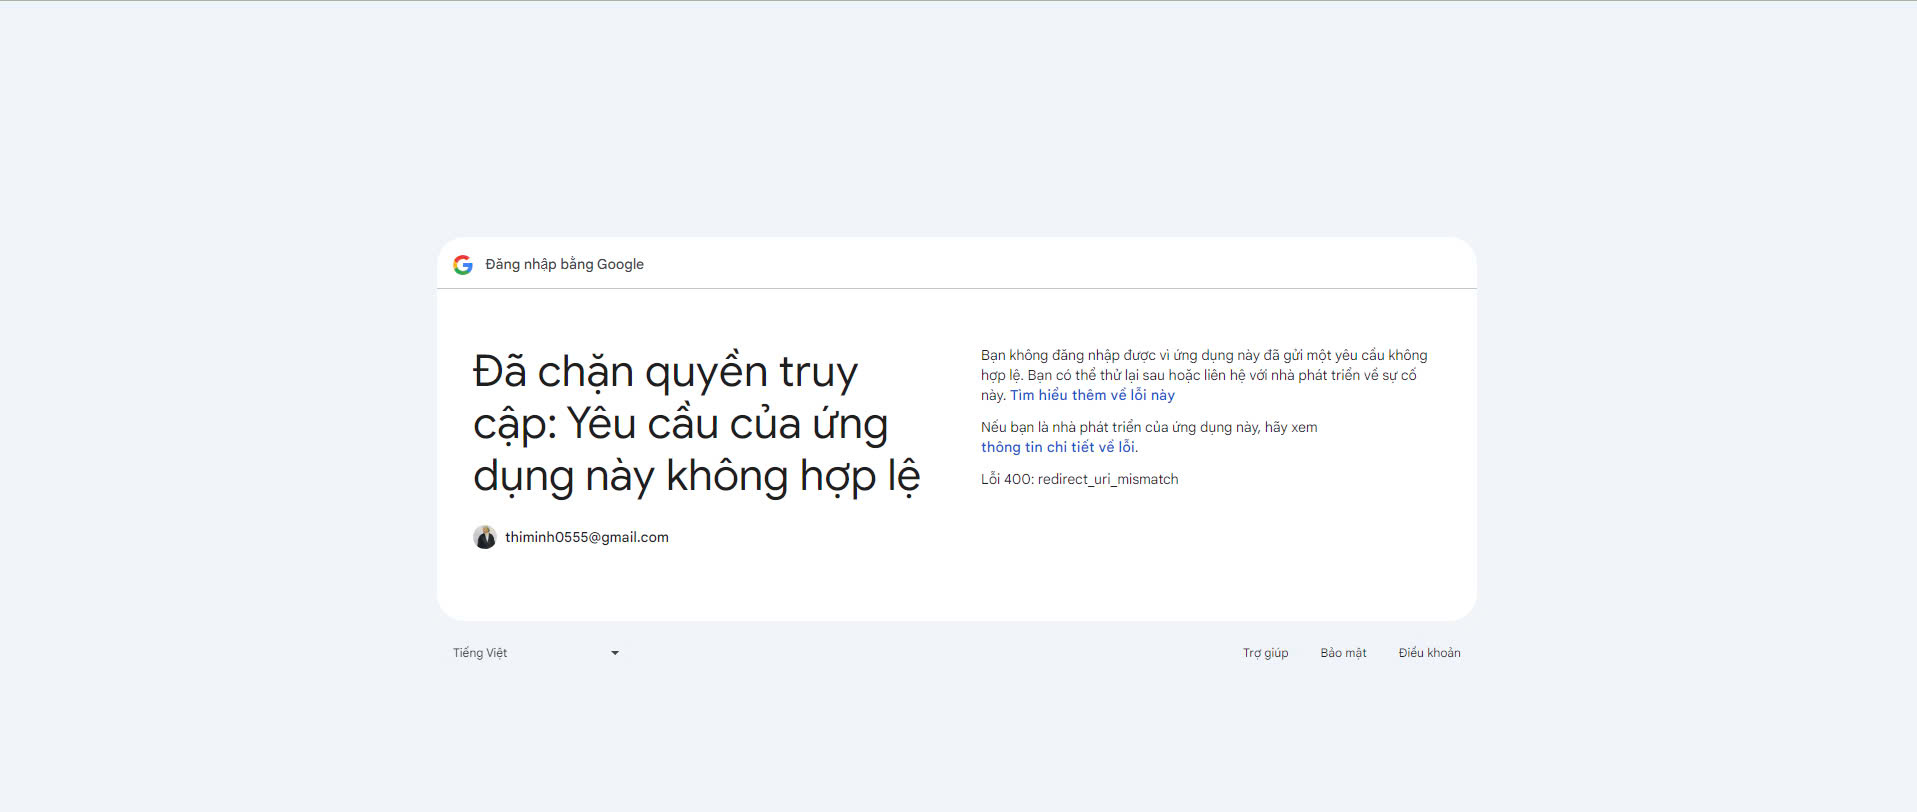 Đăng nhập bằng Google
Đã chặn quyền truy
cập: Yêu cầu của ứng
dụng này không hợp lệ
thiminh0555@gmail.com
Bạn không đăng nhập được vì ứng dụng này đã gửi một yêu cầu không
hợp lệ. Bạn có thể thử lại sau hoặc liên hệ với nhà phát triển về sự cố
này. Tìm hiểu thêm về lỗi này
Nếu bạn là nhà phát triển của ứng dụng này, hãy xem
thông tin chi tiết về lỗi.
Lỗi 400: redirect_uri_mismatch
Tiếng Việt
Trợ giúp
Bảo mật
Điều khoản